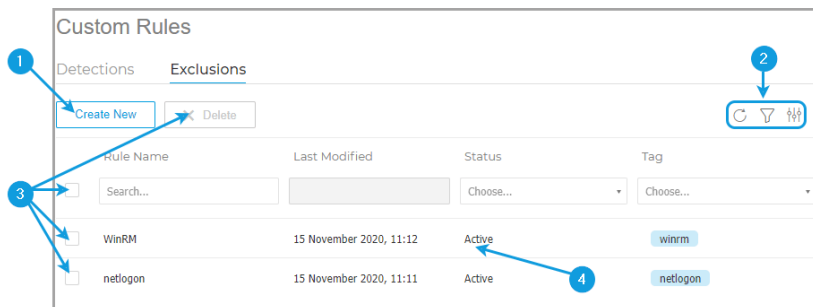 Custom Rules
1
Detections Exclusions
2
Create New Delete
Rule Name Last Modified Status Tag
3
Search... Choose... Choose...
WinRM 15 November 2020, 11:12 Active winrm
netlogon 15 November 2020, 11:11 Active netlogon
4